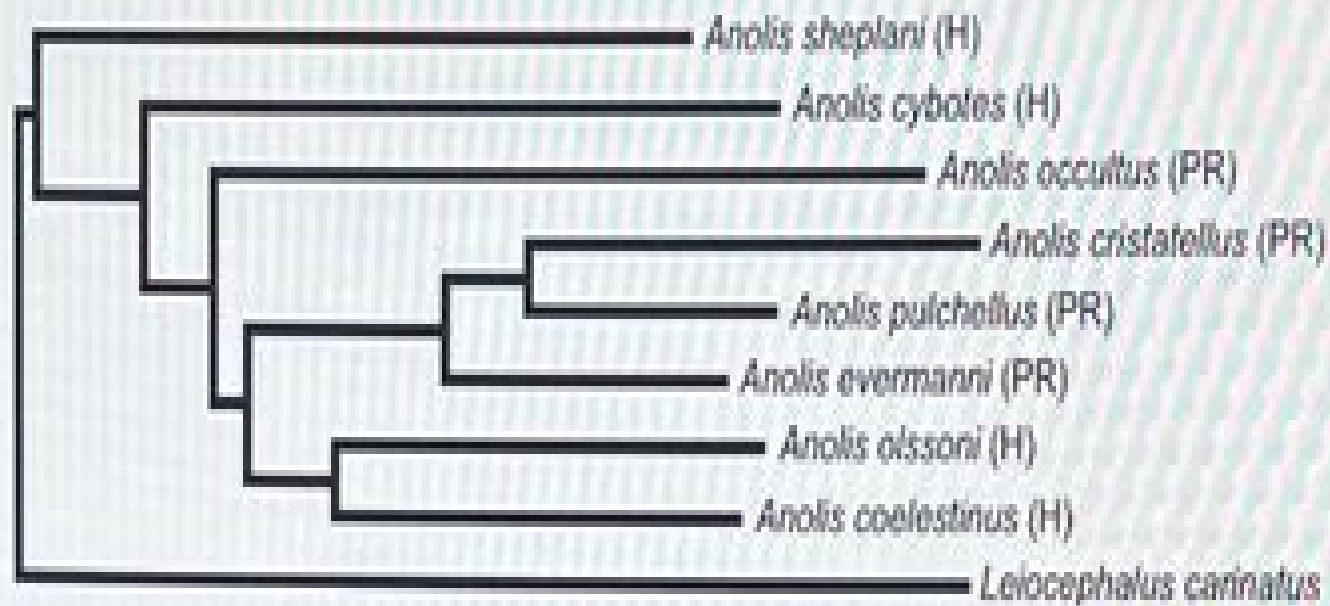 Anolis sheplani (H)
Anolis cybotes (H)
Anolis occultus (PR)
Anolis cristatellus (PR)
Anolis pulchellus (PR)
Anolis evermanni (PR)
Anolis olssoni (H)
Anolis coelestinus (H)
Leiocephalus carinatus